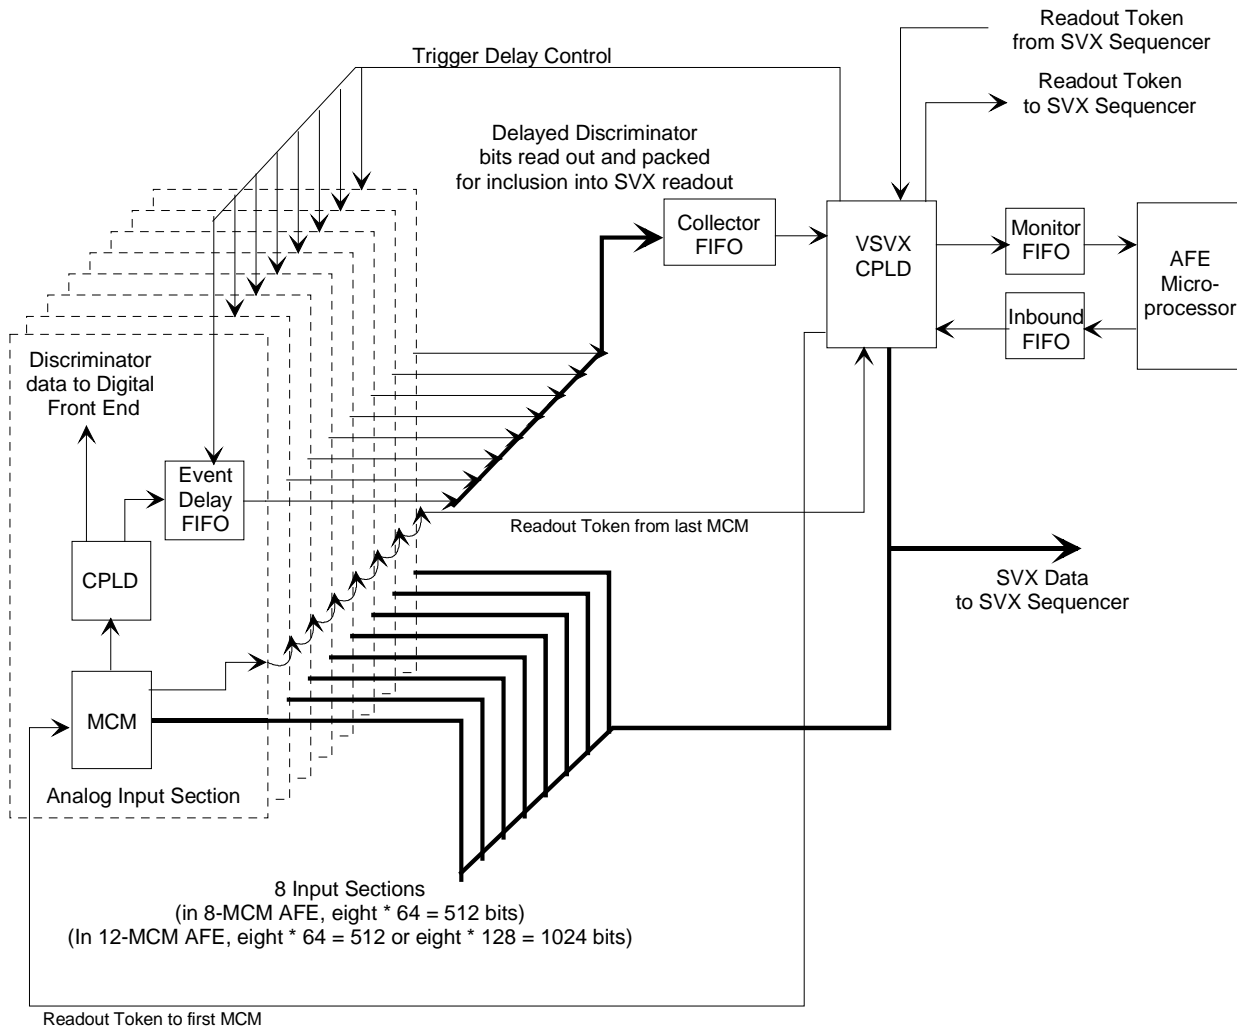 Readout Token
from SVX Sequencer
Trigger Delay Control
Readout Token
to SVX Sequencer
Delayed Discriminator
bits read out and packed
for inclusion into SVX readout
Collector
FIFO
VSVX
CPLD
Monitor
FIFO
AFE
Micro-
processor
Inbound
FIFO
Discriminator
data to Digital
Front End
Event
Delay
FIFO
Readout Token from last MCM
CPLD
SVX Data
to SVX Sequencer
MCM
Analog Input Section
8 Input Sections
(in 8-MCM AFE, eight * 64 = 512 bits)
(In 12-MCM AFE, eight * 64 = 512 or eight * 128 = 1024 bits)
Readout Token to first MCM